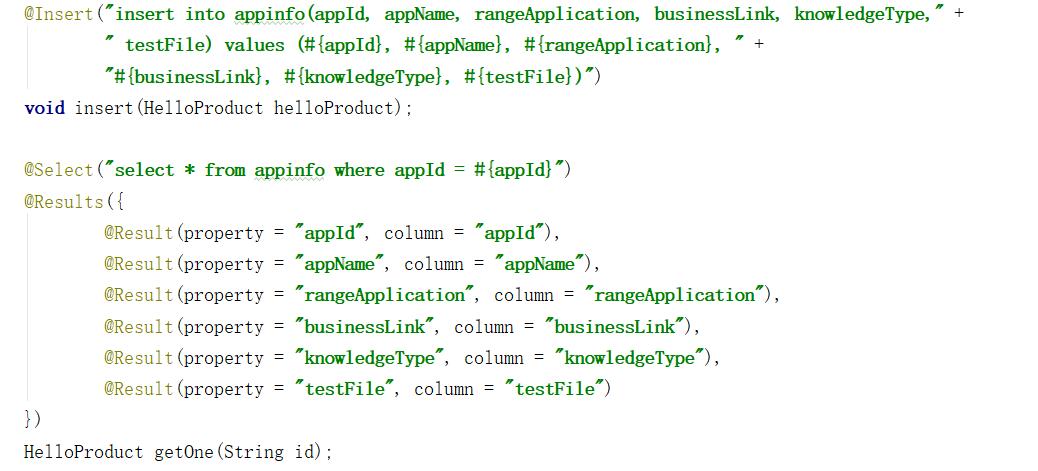 @Insert("insert into appinfo(appId, appName, rangeApplication, businessLink, knowledgeType," +
" testFile) values (#{appId}, #{appName}, #{rangeApplication}, " +
"#{businessLink}, #{knowledgeType}, #{testFile})")
void insert(HelloProduct helloProduct);
@Select("select * from appinfo where appId = #{appId}")
@Results({
@Result(property = "appId", column = "appId"),
@Result(property = "appName", column = "appName"),
@Result(property = "rangeApplication", column = "rangeApplication"),
@Result(property = "businessLink", column = "businessLink"),
@Result(property = "knowledgeType", column = "knowledgeType"),
@Result(property = "testFile", column = "testFile")
})
HelloProduct getOne(String id);